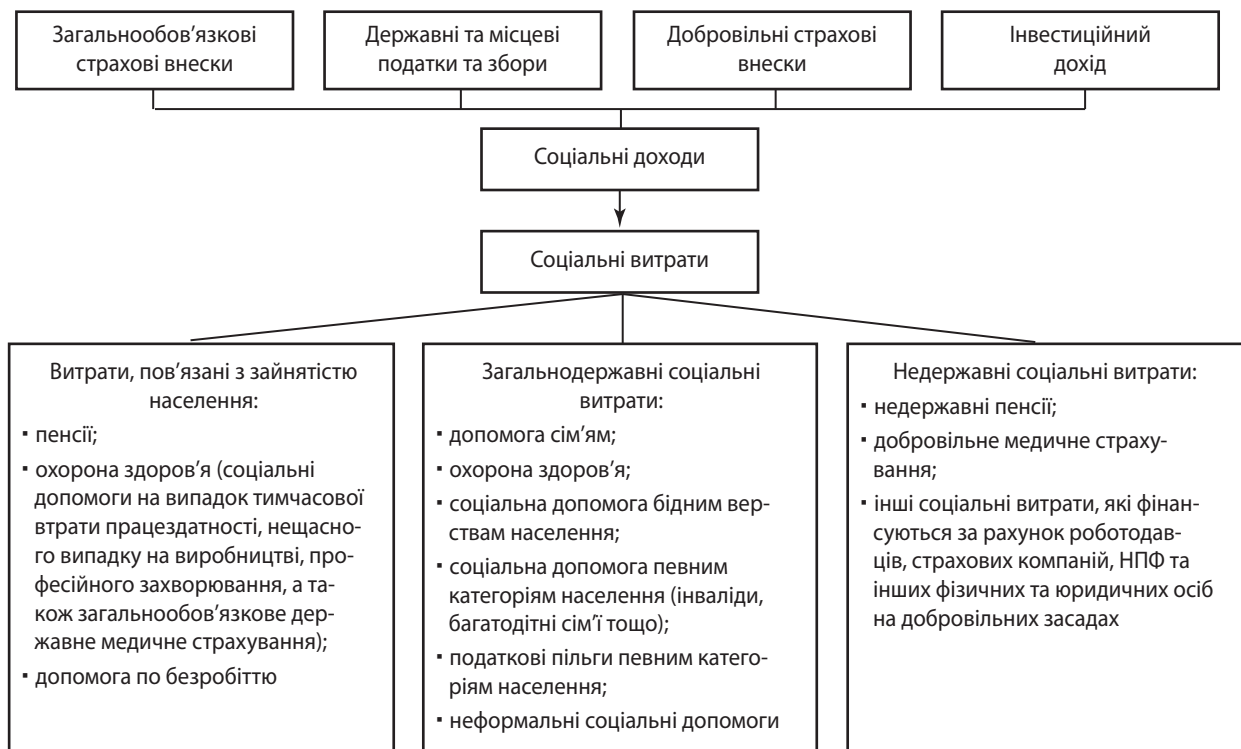 Загальнообов’язкові
страхові внески
Державні та місцеві
податки та збори
Добровільні страхові
внески
Інвестиційний
дохід
Соціальні доходи
Соціальні витрати
Витрати, пов’язані з зайнятістю
населення:
▪ пенсії;
▪ охорона здоров’я (соціальні
допомоги на випадок тимчасової
втрати працездатності, нещасно-
го випадку на виробництві, про-
фесійного захворювання, а та-
кож загальнообов’язкове дер-
жавне медичне страхування);
▪ допомога по безробіттю
Загальнодержавні соціальні
витрати:
▪ допомога сім’ям;
▪ охорона здоров’я;
▪ соціальна допомога бідним вер-
ствам населення;
▪ соціальна допомога певним
категоріям населення (інваліди,
багатодітні сім’ї тощо);
▪ податкові пільги певним катего-
ріям населення;
▪ неформальні соціальні допомоги
Недержавні соціальні витрати:
▪ недержавні пенсії;
▪ добровільне медичне страху-
вання;
▪ інші соціальні витрати, які фінан-
суються за рахунок роботодав-
ців, страхових компаній, НПФ та
інших фізичних та юридичних осіб
на добровільних засадах